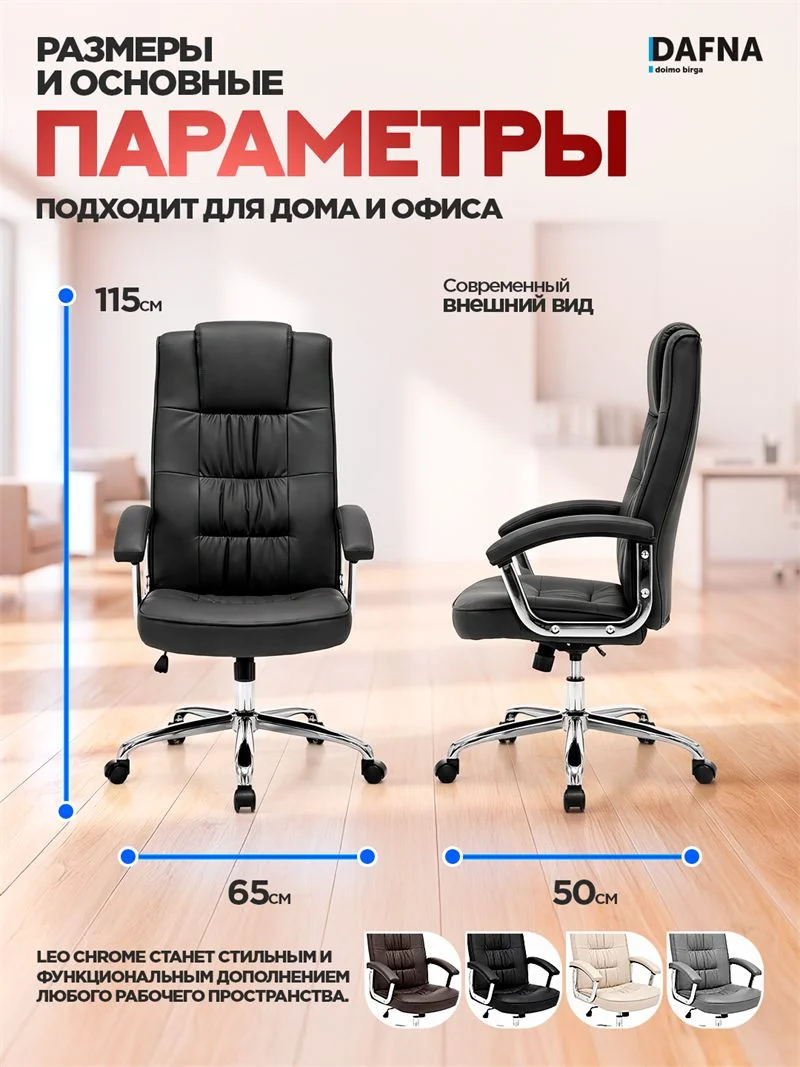 РАЗМЕРЫ
И ОСНОВНЫЕ
ПАРАМЕТРЫ
ПОДХОДИТ ДЛЯ ДОМА И ОФИСА
DAFNA
doimo birga
115СМ
Современный
ВНЕШНИЙ ВИД
65СМ
50СМ
LEO CHROME СТАНЕТ СТИЛЬНЫМ И
ФУНКЦИОНАЛЬНЫМ ДОПОЛНЕНИЕМ
ЛЮБОГО РАБОЧЕГО ПРОСТРАНСТВА.